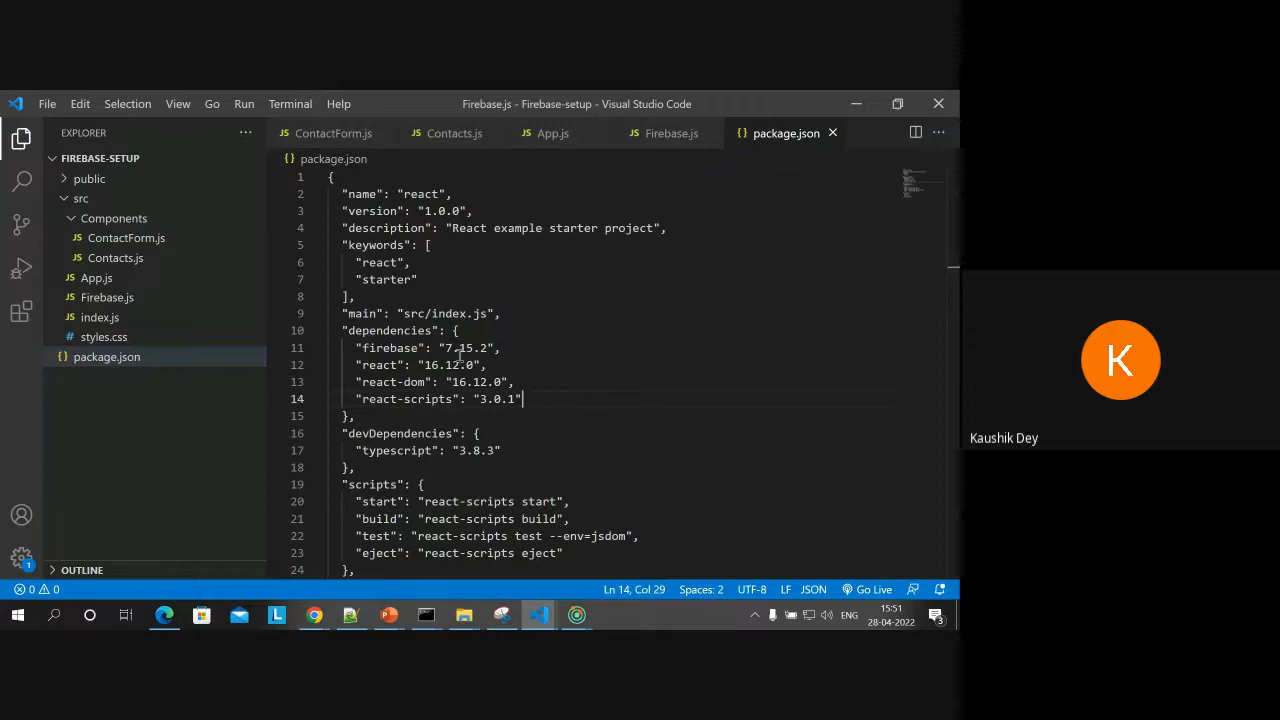 File Edit Selection View Go Run Terminal Help
Firebase.js - Firebase-setup - Visual Studio Code
EXPLORER
FIREBASE-SETUP
public
src
Components
ContactForm.js
Contacts.js
App.js
Firebase.js
index.js
styles.css
package.json
OUTLINE
ContactForm.js Contacts.js App.js Firebase.js package.json
package.json
1 {
2 "name": "react",
3 "version": "1.0.0",
4 "description": "React example starter project",
5 "keywords": [
6 "react",
7 "starter"
8 ],
9 "main": "src/index.js",
10 "dependencies": {
11 "firebase": "7.15.2",
12 "react": "16.12.0",
13 "react-dom": "16.12.0",
14 "react-scripts": "3.0.1"
15 },
16 "devDependencies": {
17 "typescript": "3.8.3"
18 },
19 "scripts": {
20 "start": "react-scripts start",
21 "build": "react-scripts build",
22 "test": "react-scripts test --env=jsdom",
23 "eject": "react-scripts eject"
24 },
1
0 0 Ln 14, Col 29 Spaces: 2 UTF-8 LF JSON Go Live
L
ENG
15:51
28-04-2022
3
K
Kaushik Dey